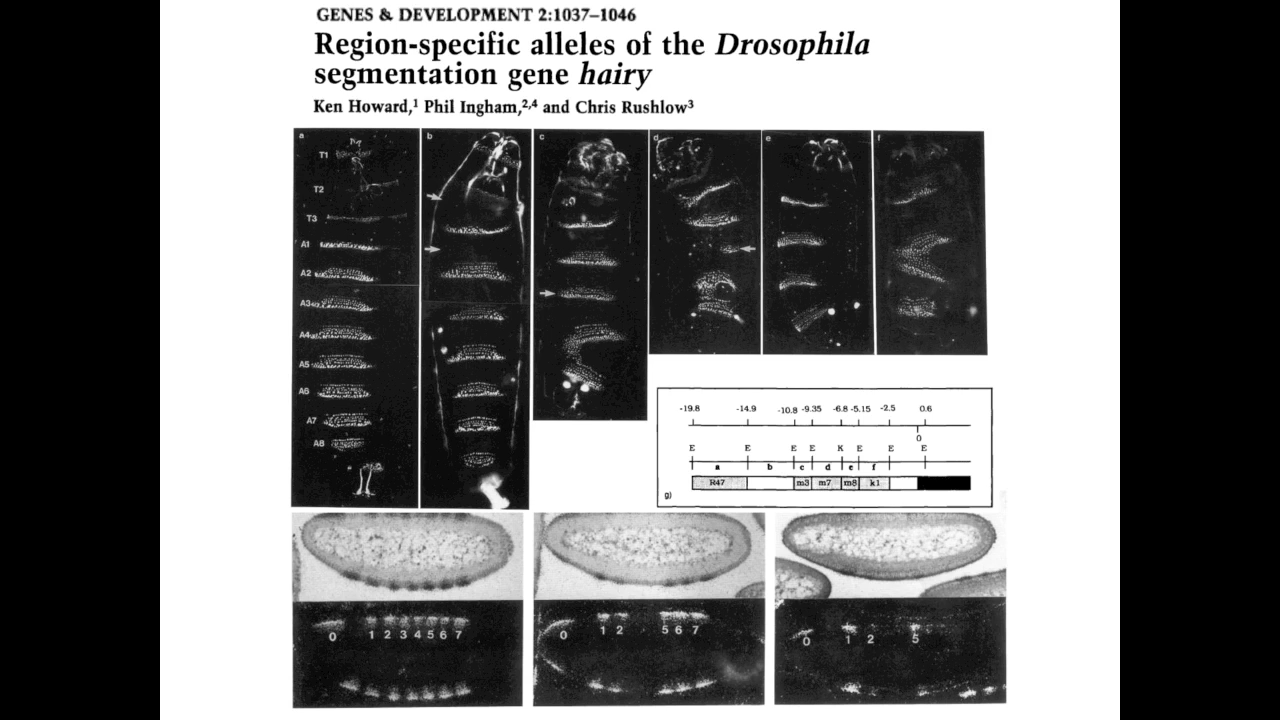 GENES & DEVELOPMENT 2:1037–1046
Region-specific alleles of the Drosophila
segmentation gene hairy
Ken Howard,¹ Phil Ingham,²,⁴ and Chris Rushlow³
a
b
c
d
e
f
T1
T2
T3
A1
A2
A3
A4
A5
A6
A7
A8
-19.8 -14.9 -10.8 -9.35 -6.8 -5.15 -2.5 0.6
0
E E E E K E E E
a b c d e f
R47 m3 m7 m8 k1
g)
0 1 2 3 4 5 6 7
0 1 2 5 6 7
0 1 2 5